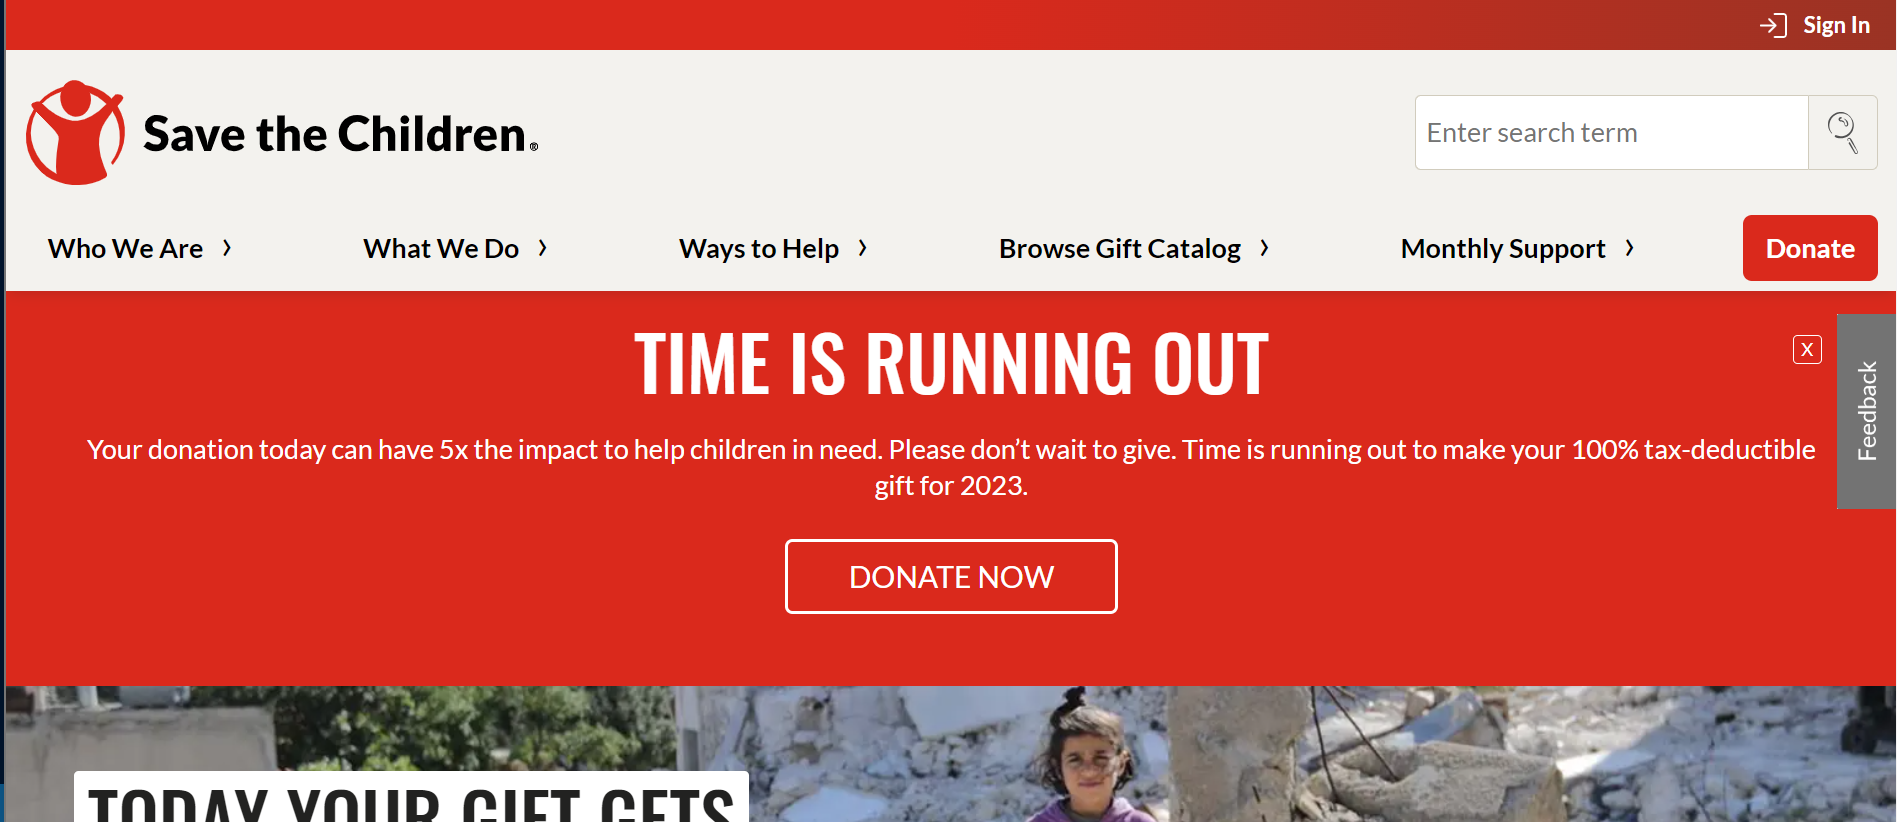 Sign In
Save the Children®
Enter search term
Who We Are
What We Do
Ways to Help
Browse Gift Catalog
Monthly Support
Donate
TIME IS RUNNING OUT
X
Feedback
Your donation today can have 5x the impact to help children in need. Please don’t wait to give. Time is running out to make your 100% tax-deductible
gift for 2023.
DONATE NOW
TODAY YOUR GIFT GETS